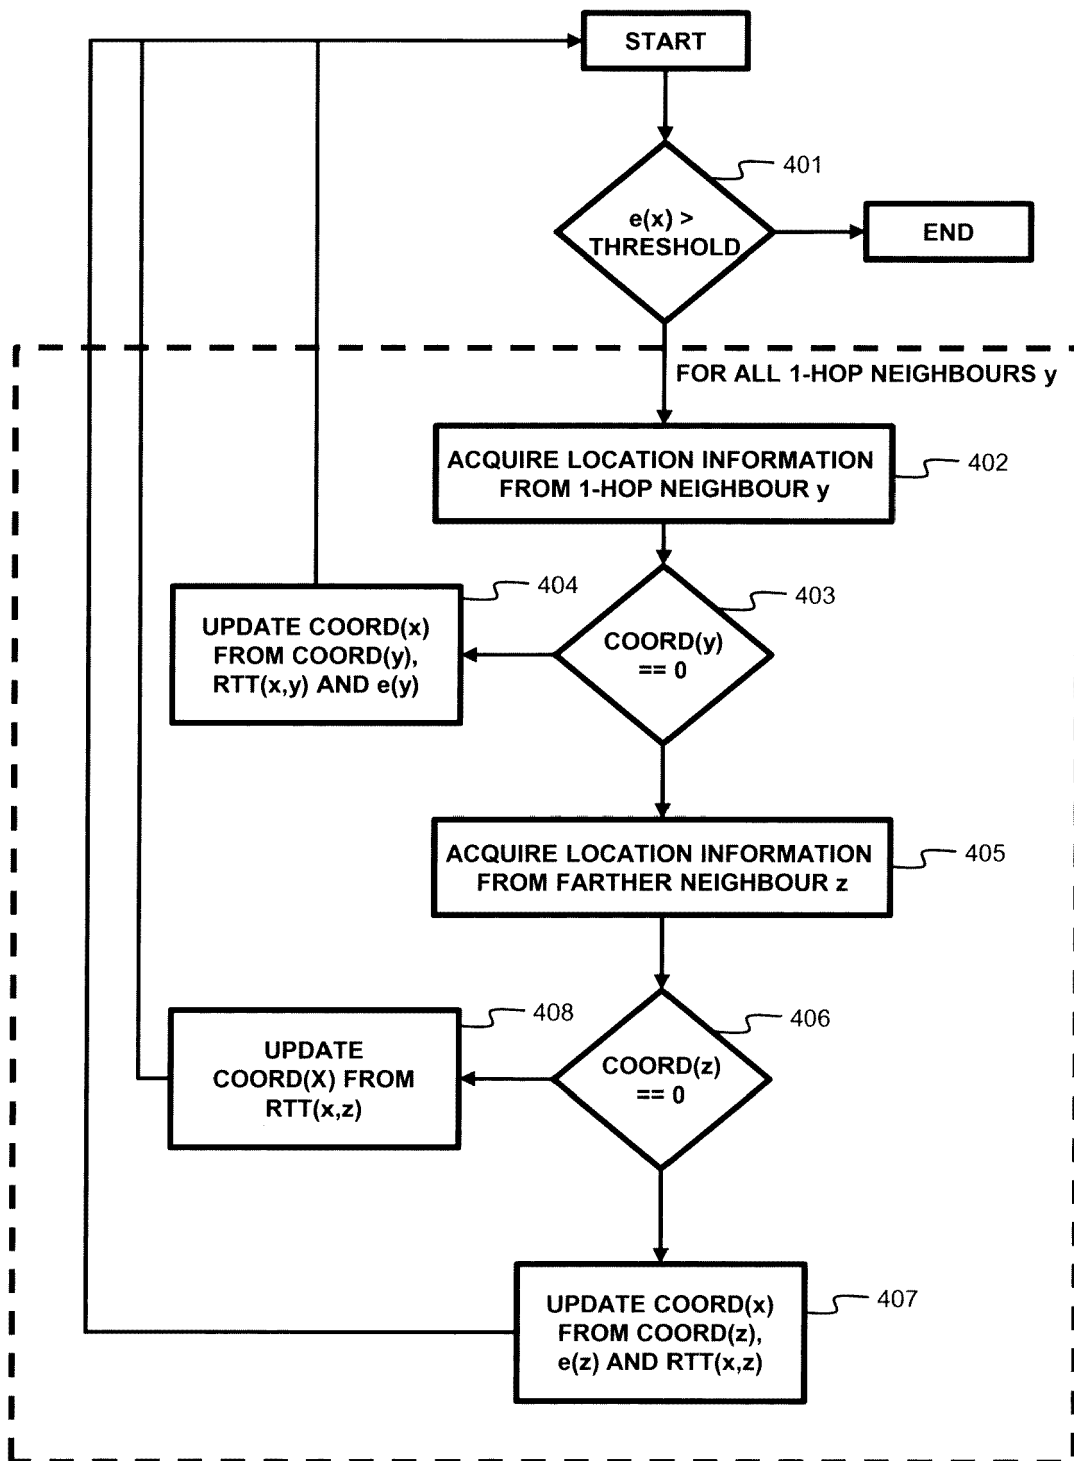 START
401
e(x) >
THRESHOLD
END
FOR ALL 1-HOP NEIGHBOURS y
ACQUIRE LOCATION INFORMATION
FROM 1-HOP NEIGHBOUR y
402
404
403
UPDATE COORD(x)
FROM COORD(y),
RTT(x,y) AND e(y)
COORD(y)
== 0
ACQUIRE LOCATION INFORMATION
FROM FARTHER NEIGHBOUR z
405
408
406
UPDATE
COORD(X) FROM
RTT(x,z)
COORD(z)
== 0
UPDATE COORD(x)
FROM COORD(z),
e(z) AND RTT(x,z)
407